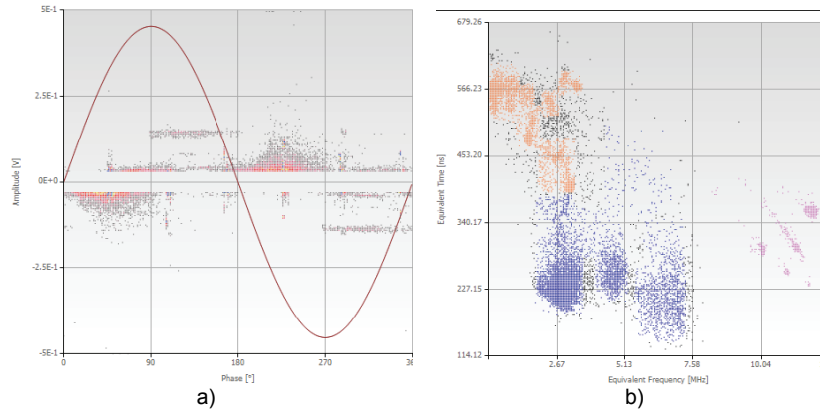 5E-1
2.5E-1
0E+0
-2.5E-1
-5E-1
Amplitude [V]
0 90 180 270 36
Phase [°]
a)
679.26
566.23
453.20
340.17
227.15
114.12
Equivalent Time [ns]
2.67 5.13 7.58 10.04
Equivalent Frequency [MHz]
b)